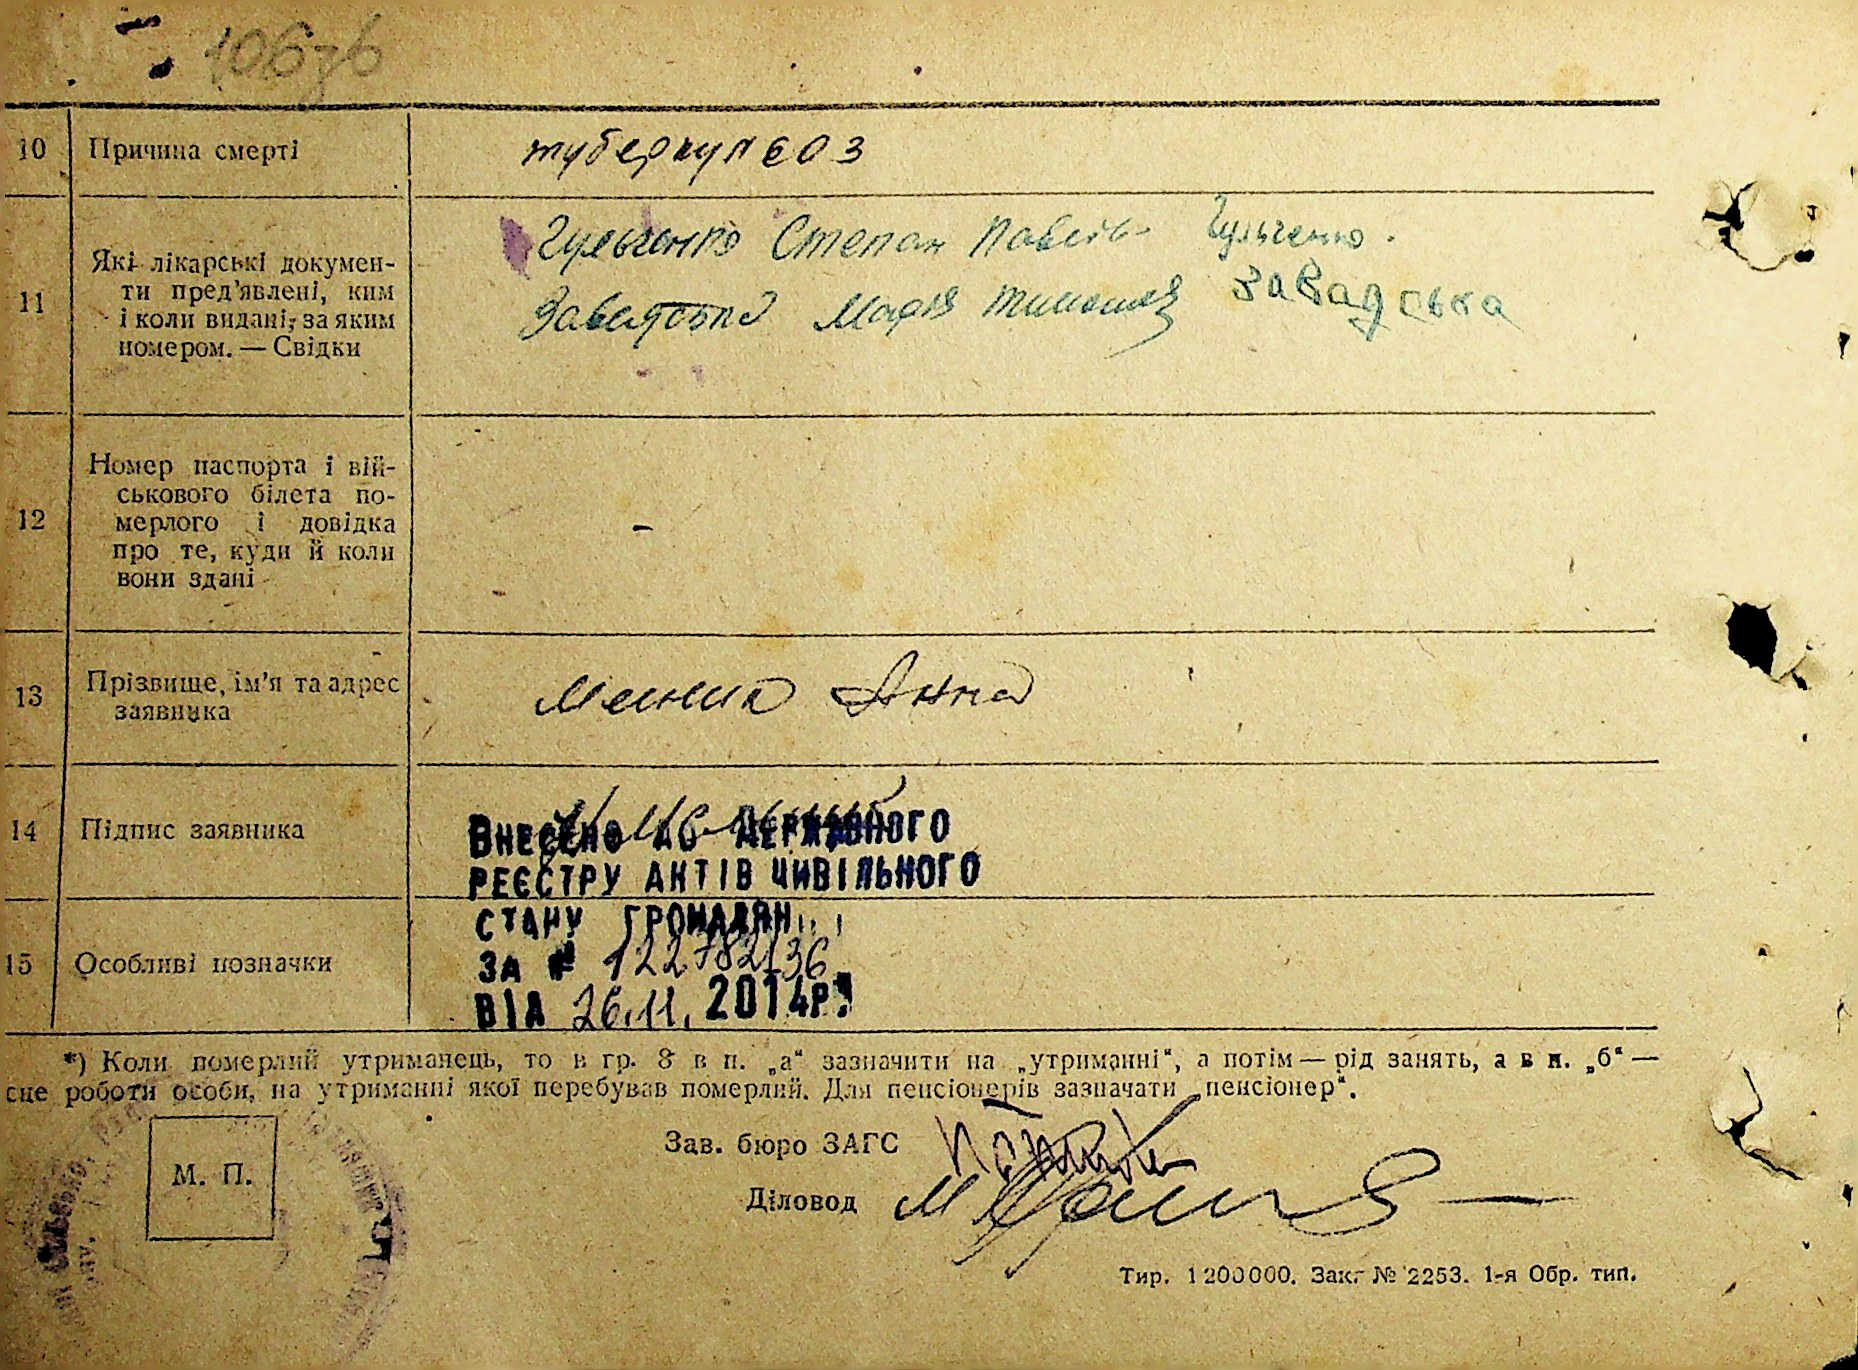 106зв
10 Причина смерті туберкульоз
11 Які лікарські докумен-
ти пред'явлені, ким
і коли видані, за яким
номером. — Свідки
Гульченко Степан Павл Гульченко.
Завадська Марія Завадська
12 Номер паспорта і вій-
ськового білета по-
мерлого і довідка
про те, куди й коли
вони здані
-
13 Прізвище, ім'я та адрес
заявника
Анна
14 Підпис заявника
ВНЕСЕНО ДО ДЕРЖАВНОГО
РЕЄСТРУ АКТІВ ЦИВІЛЬНОГО
СТАНУ ГРОМАДЯН
15 Особливі позначки
ЗА № 122782136
ВІД 26.11.2014Р.
*) Коли померлий утриманець, то в гр. 8 в п. „а“ зазначити на „утриманні“, а потім — рід занять, а в п. „б“ —
сце роботи особи, на утриманні якої перебував померлий. Для пенсіонерів зазначати „пенсіонер“.
М. П.
Зав. бюро ЗАГС
Діловод
Тир. 1200000. Зак. № 2253. 1-я Обр. тип.